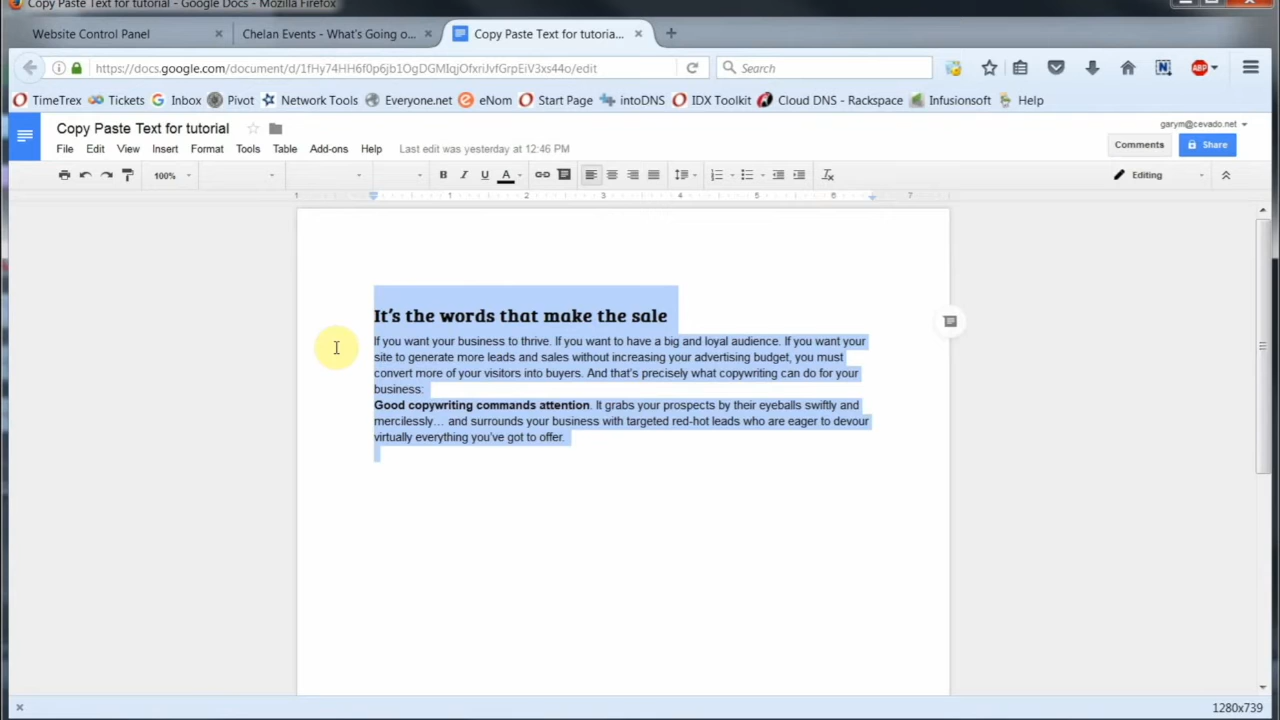 Copy Paste Text for tutorial - Google Docs - Mozilla Firefox
Website Control Panel
Chelan Events - What's Going o...
Copy Paste Text for tutoria...
https://docs.google.com/document/d/1fHy74HH6f0p6jb1OgDGMIqjOfxriJvfGrpEiV3xs44o/edit
Search
ABP
TimeTrex Tickets Inbox Pivot Network Tools Everyone.net eNom Start Page intoDNS IDX Toolkit Cloud DNS - Rackspace Infusionsoft Help
garym@cevado.net
Copy Paste Text for tutorial
Comments
Share
File Edit View Insert Format Tools Table Add-ons Help Last edit was yesterday at 12:46 PM
100% B I U A Editing
1 1 2 3 4 5 6 7
It’s the words that make the sale
If you want your business to thrive. If you want to have a big and loyal audience. If you want your
site to generate more leads and sales without increasing your advertising budget, you must
convert more of your visitors into buyers. And that’s precisely what copywriting can do for your
business:
Good copywriting commands attention. It grabs your prospects by their eyeballs swiftly and
mercilessly… and surrounds your business with targeted red-hot leads who are eager to devour
virtually everything you’ve got to offer.
1280x739